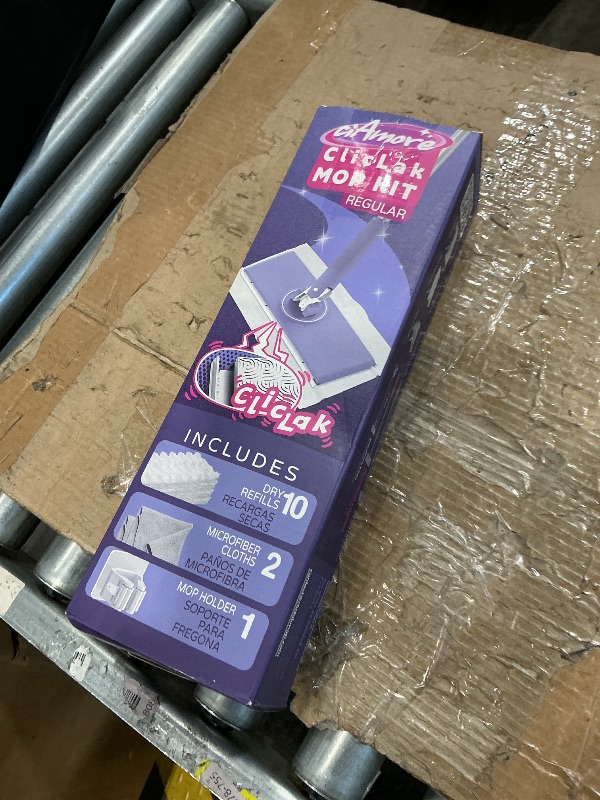 CiAmore
ClicLak
MOP KIT
REGULAR
ClicLak
INCLUDES
DRY
REFILLS
RECARGAS
SECAS
10
MICROFIBER
CLOTHS
PAÑOS DE
MICROFIBRA
2
MOP HOLDER
SOPORTE
PARA
FREGONA
1